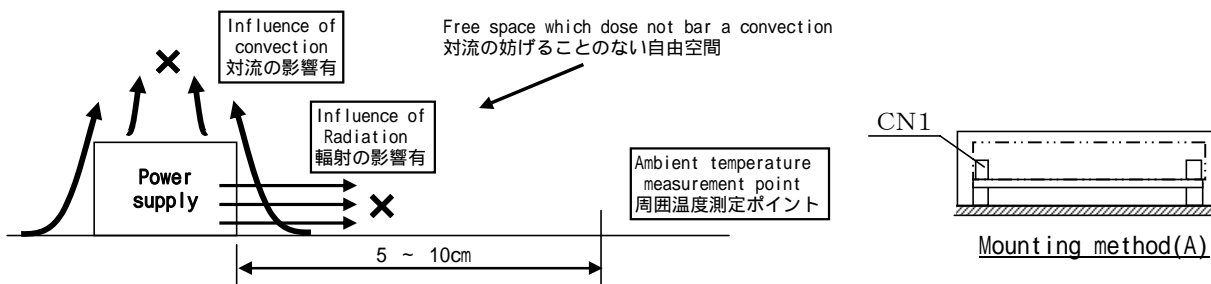 Influence of
convection
対流の影響有
Free space which dose not bar a convection
対流の妨げることのない自由空間
Influence of
Radiation
輻射の影響有
Power
supply
Ambient temperature
measurement point
周囲温度測定ポイント
5 ~ 10cm
CN1
Mounting method(A)